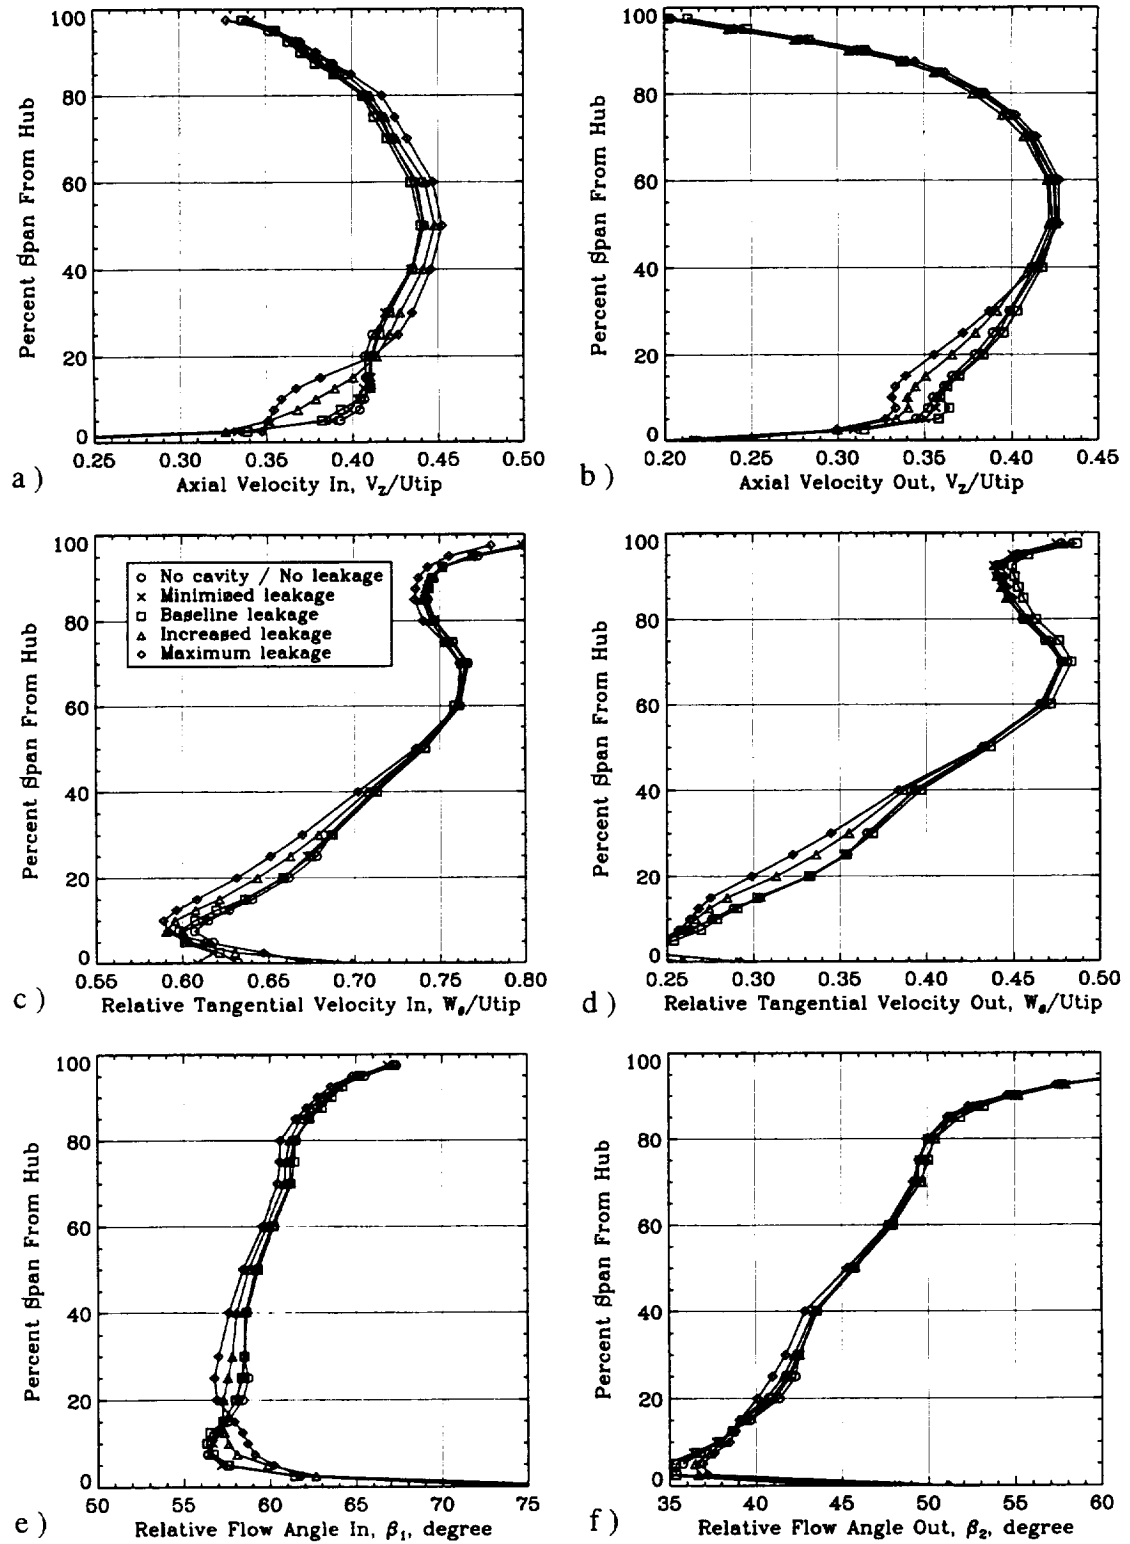 Percent Span From Hub
100
80
60
40
20
0
0.25 0.30 0.35 0.40 0.45 0.50
a ) Axial Velocity In, Vz/Utip
Percent Span From Hub
100
80
60
40
20
0
0.20 0.25 0.30 0.35 0.40 0.45
b ) Axial Velocity Out, Vz/Utip
Percent Span From Hub
100
80
60
40
20
0
No cavity / No leakage
Minimized leakage
Baseline leakage
Increased leakage
Maximum leakage
0.55 0.60 0.65 0.70 0.75 0.80
c ) Relative Tangential Velocity In, Wθ/Utip
Percent Span From Hub
100
80
60
40
20
0
0.25 0.30 0.35 0.40 0.45 0.50
d ) Relative Tangential Velocity Out, Wθ/Utip
Percent Span From Hub
100
80
60
40
20
0
50 55 60 65 70 75
e ) Relative Flow Angle In, β₁, degree
Percent Span From Hub
100
80
60
40
20
0
35 40 45 50 55 60
f ) Relative Flow Angle Out, β₂, degree